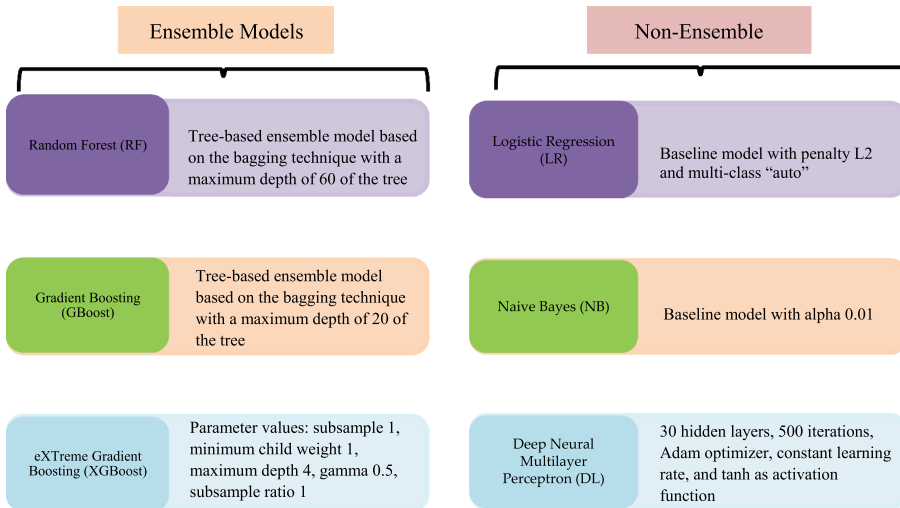 Ensemble Models
Random Forest (RF)
Tree-based ensemble model based
on the bagging technique with a
maximum depth of 60 of the tree
Gradient Boosting
(GBoost)
Tree-based ensemble model
based on the bagging technique
with a maximum depth of 20 of
the tree
eXTreme Gradient
Boosting (XGBoost)
Parameter values: subsample 1,
minimum child weight 1,
maximum depth 4, gamma 0.5,
subsample ratio 1
Non-Ensemble
Logistic Regression
(LR)
Baseline model with penalty L2
and multi-class “auto”
Naive Bayes (NB)
Baseline model with alpha 0.01
Deep Neural
Multilayer
Perceptron (DL)
30 hidden layers, 500 iterations,
Adam optimizer, constant learning
rate, and tanh as activation
function